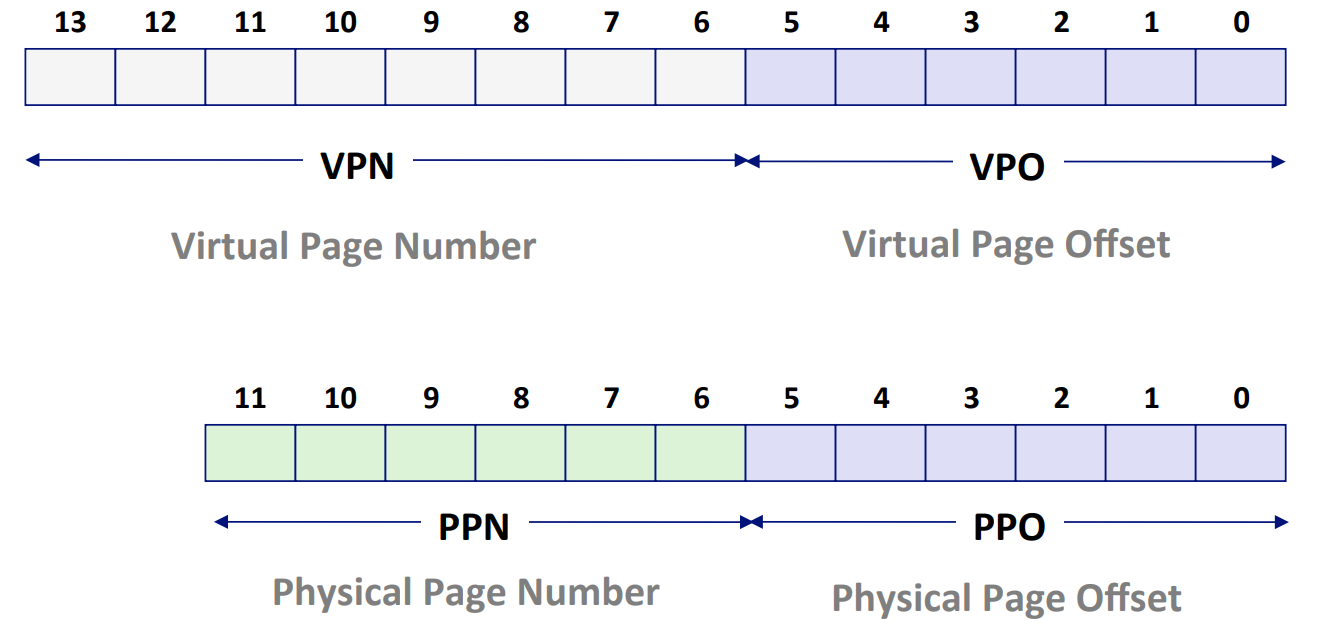 13 12 11 10 9 8 7 6 5 4 3 2 1 0
VPN VPO
Virtual Page Number Virtual Page Offset
11 10 9 8 7 6 5 4 3 2 1 0
PPN PPO
Physical Page Number Physical Page Offset